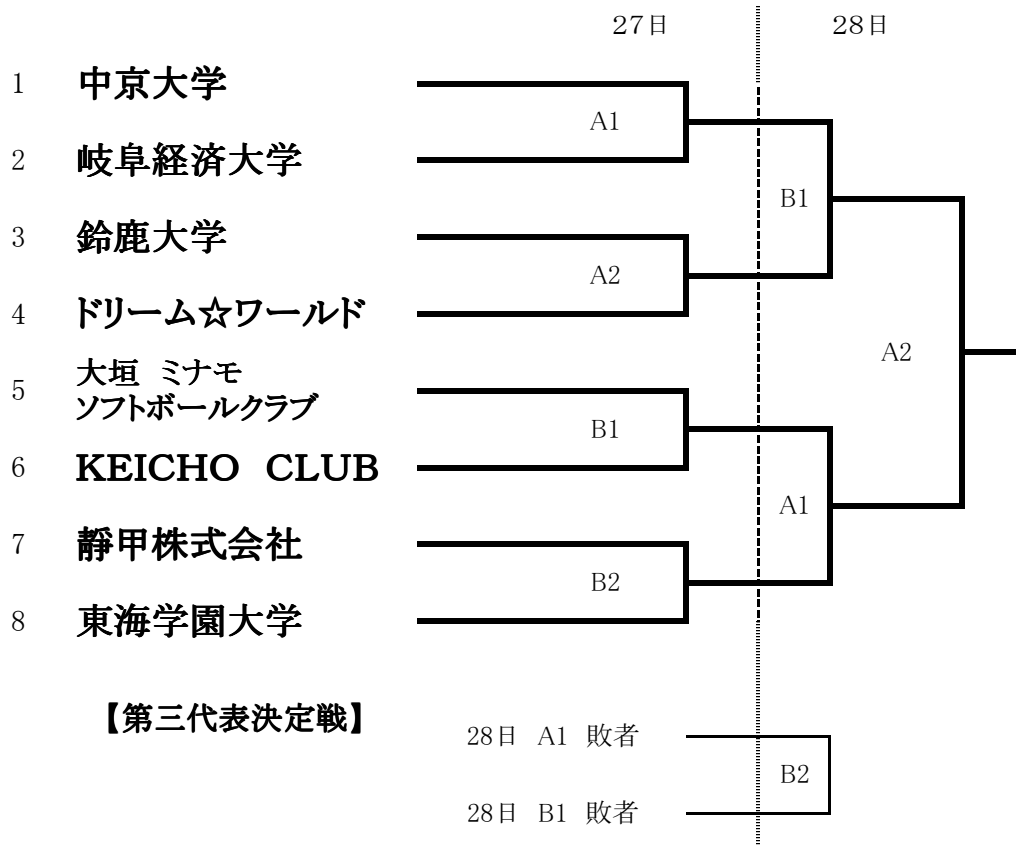 27日 28日
1 中京大学
A1
2 岐阜経済大学
B1
3 鈴鹿大学
A2
4 ドリーム☆ワールド
A2
5 大垣 ミナモ
ソフトボールクラブ
B1
6 KEICHO CLUB
A1
7 靜甲株式会社
B2
8 東海学園大学
【第三代表決定戦】
28日 A1 敗者
B2
28日 B1 敗者